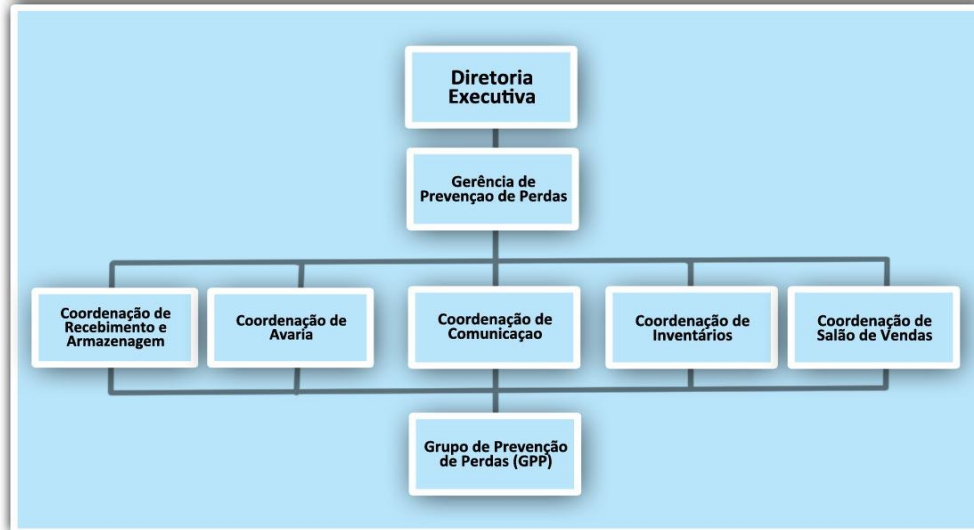 Diretoria
Executiva
Gerência de
Prevençao de Perdas
Coordenação de
Recebimento e
Armazenagem
Coordenação de
Avaria
Coordenação de
Comunicaçao
Coordenação de
Inventários
Coordenação de
Salão de Vendas
Grupo de Prevenção
de Perdas (GPP)